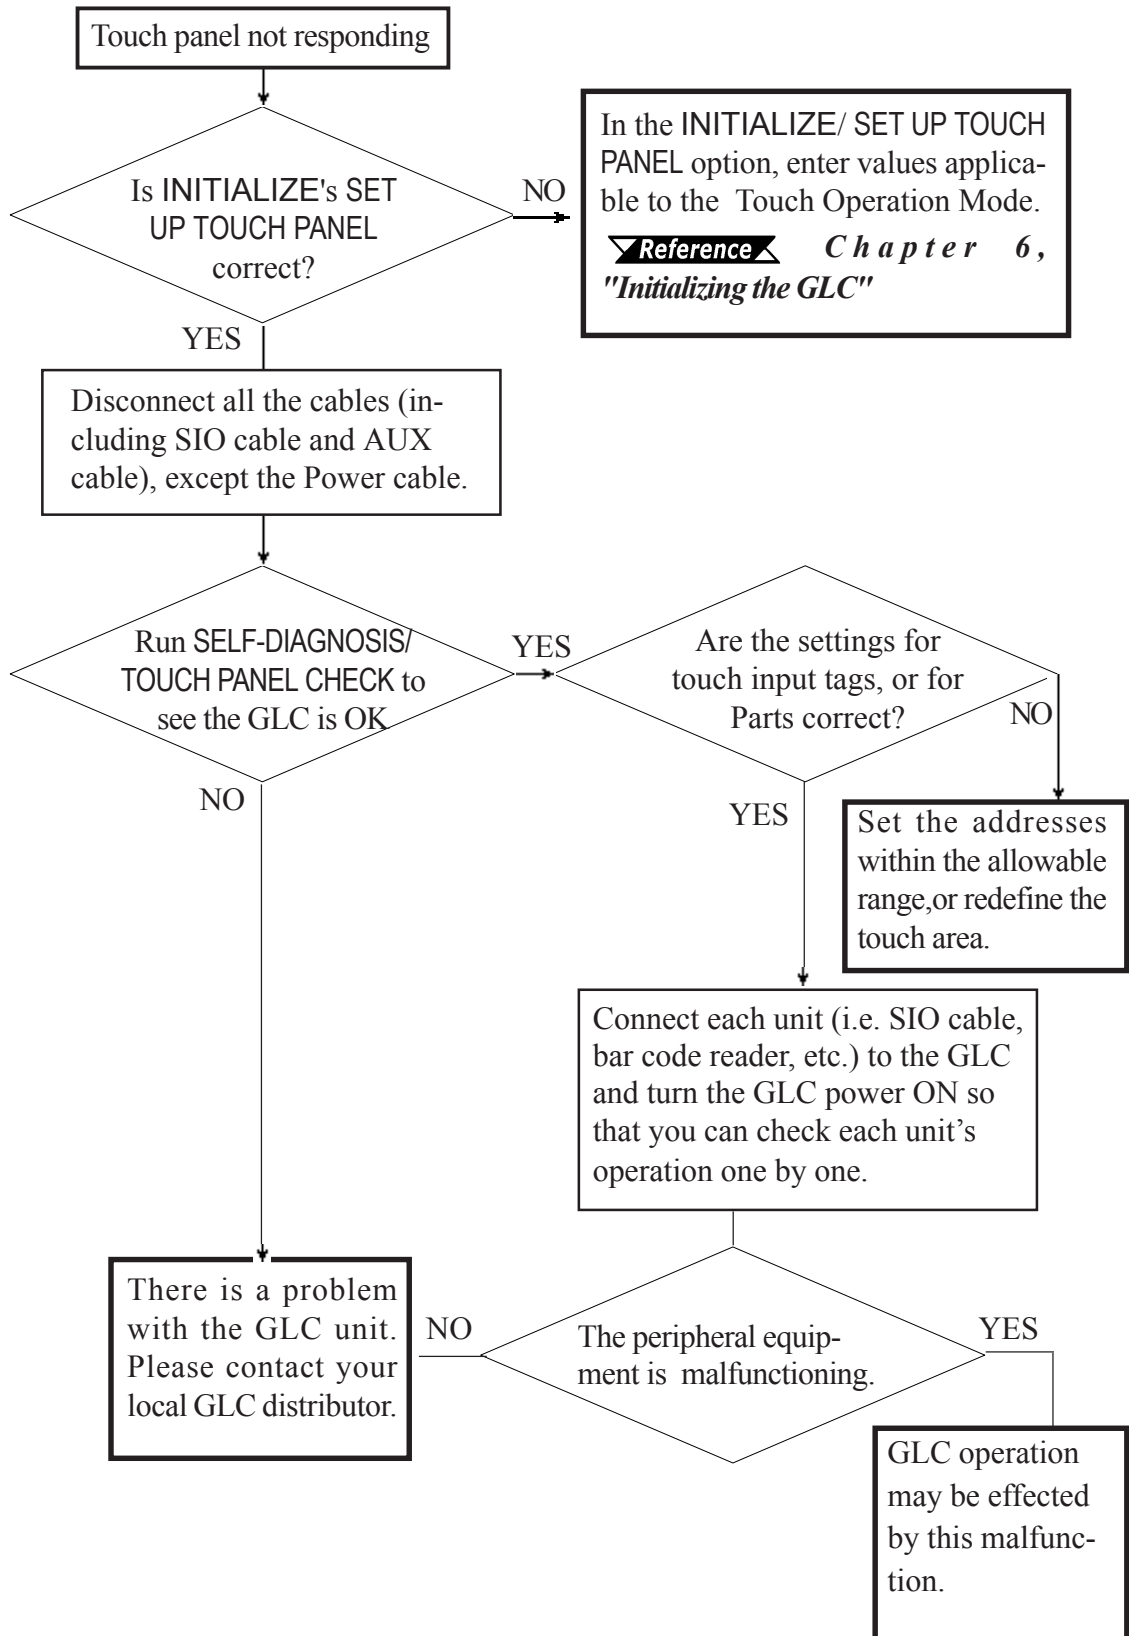 Touch panel not responding
Is INITIALIZE's SET
UP TOUCH PANEL
correct?
NO
In the INITIALIZE/ SET UP TOUCH
PANEL option, enter values applica-
ble to the Touch Operation Mode.
Reference Chapter 6,
"Initializing the GLC"
YES
Disconnect all the cables (in-
cluding SIO cable and AUX
cable), except the Power cable.
Run SELF-DIAGNOSIS/
TOUCH PANEL CHECK to
see the GLC is OK
YES
Are the settings for
touch input tags, or for
Parts correct?
NO
NO
YES
Set the addresses
within the allowable
range,or redefine the
touch area.
Connect each unit (i.e. SIO cable,
bar code reader, etc.) to the GLC
and turn the GLC power ON so
that you can check each unit's
operation one by one.
There is a problem
with the GLC unit.
Please contact your
local GLC distributor.
NO
The peripheral equip-
ment is malfunctioning.
YES
GLC operation
may be effected
by this malfunc-
tion.